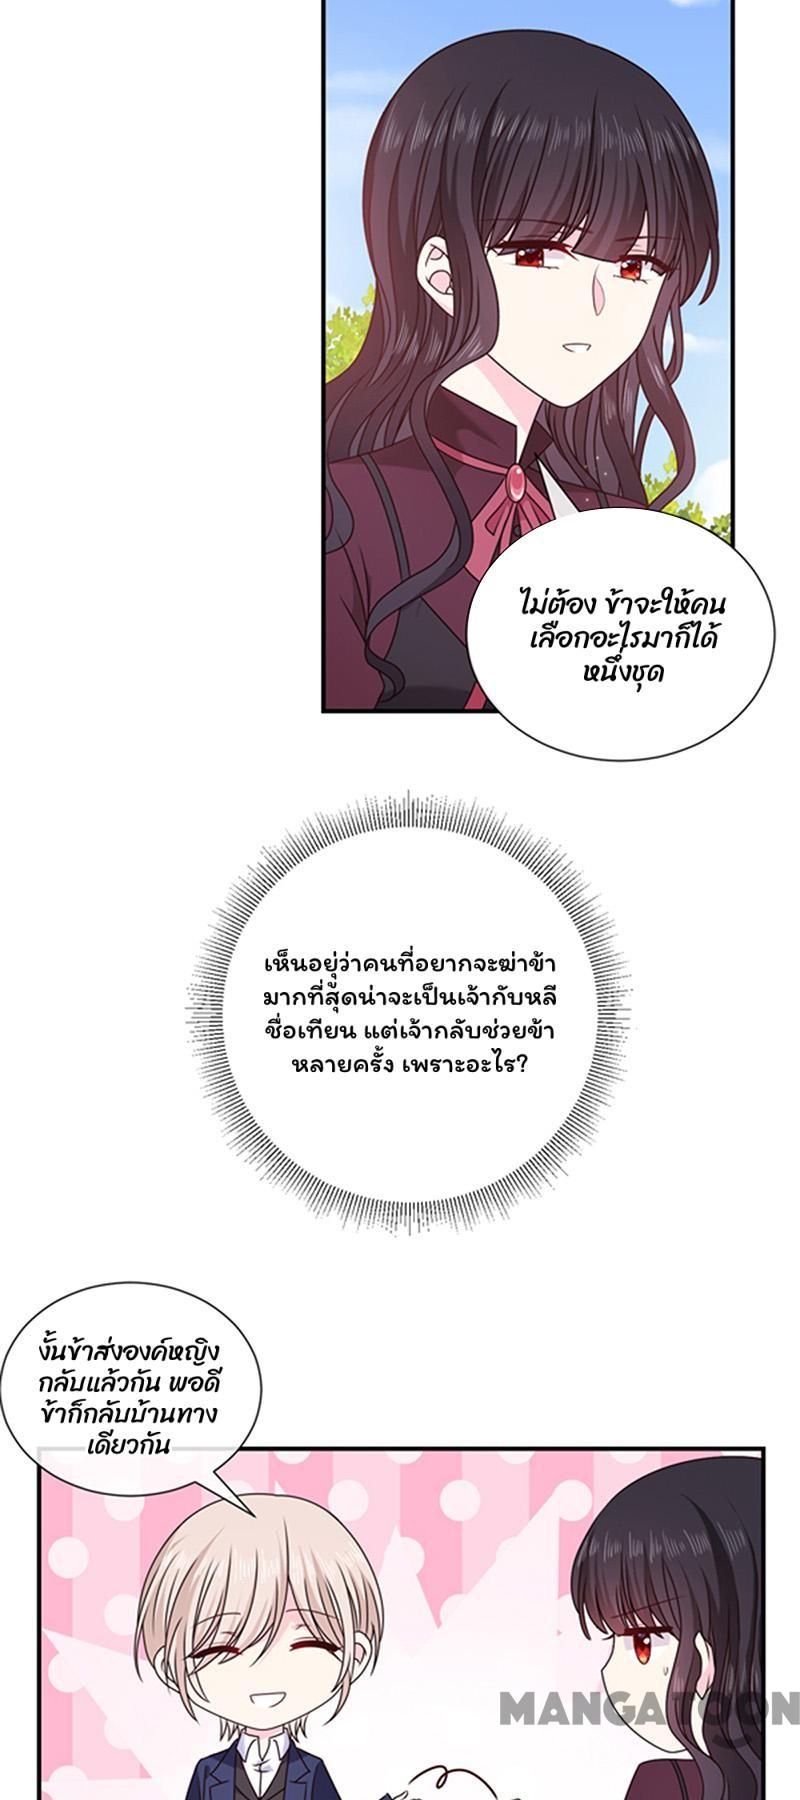 ไม่ต้อง ข้าจะให้คน
เลือกอะไรมาก็ได้
หนึ่งชุด
เห็นอยู่ว่าคนที่อยากจะฆ่าข้า
มากที่สุดน่าจะเป็นเจ้ากับหลี
ชื่อเทียน แต่เจ้ากลับช่วยข้า
หลายครั้ง เพราะอะไร?
งั้นข้าส่งองค์หญิง
กลับแล้วกัน พอดี
ข้าก็กลับบ้านทาง
เดียวกัน
MANGATOON